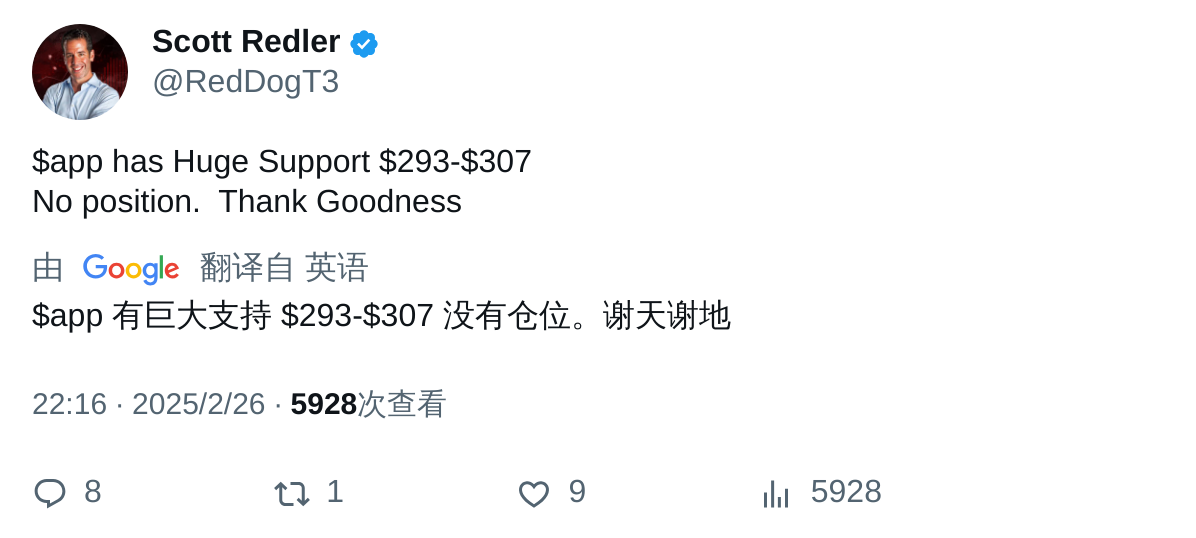 Scott Redler
@RedDogT3
$app has Huge Support $293-$307
No position.  Thank Goodness
由 Google 翻译自 英语
$app 有巨大支持 $293-$307 没有仓位。谢天谢地
22:16 · 2025/2/26 · 5928次查看
8 1 9 5928